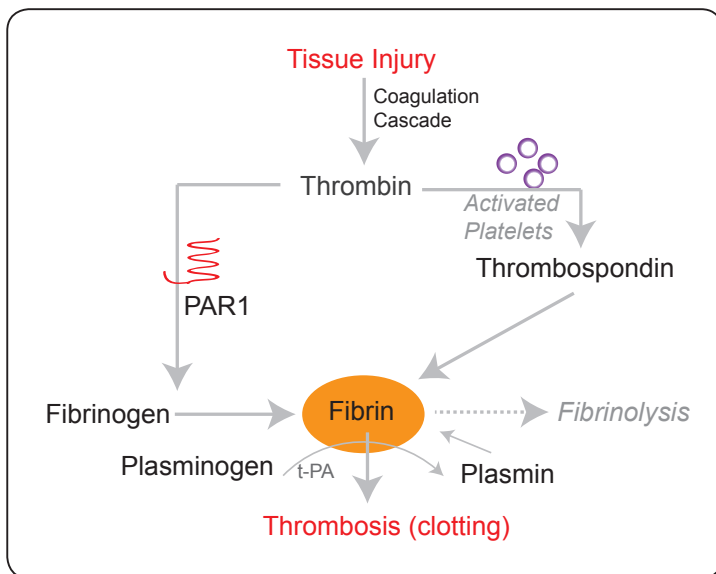 Tissue Injury
Coagulation
Cascade
Thrombin
Activated
Platelets
Thrombospondin
PAR1
Fibrinogen
Fibrin
Fibrinolysis
Plasminogen
t-PA
Plasmin
Thrombosis (clotting)